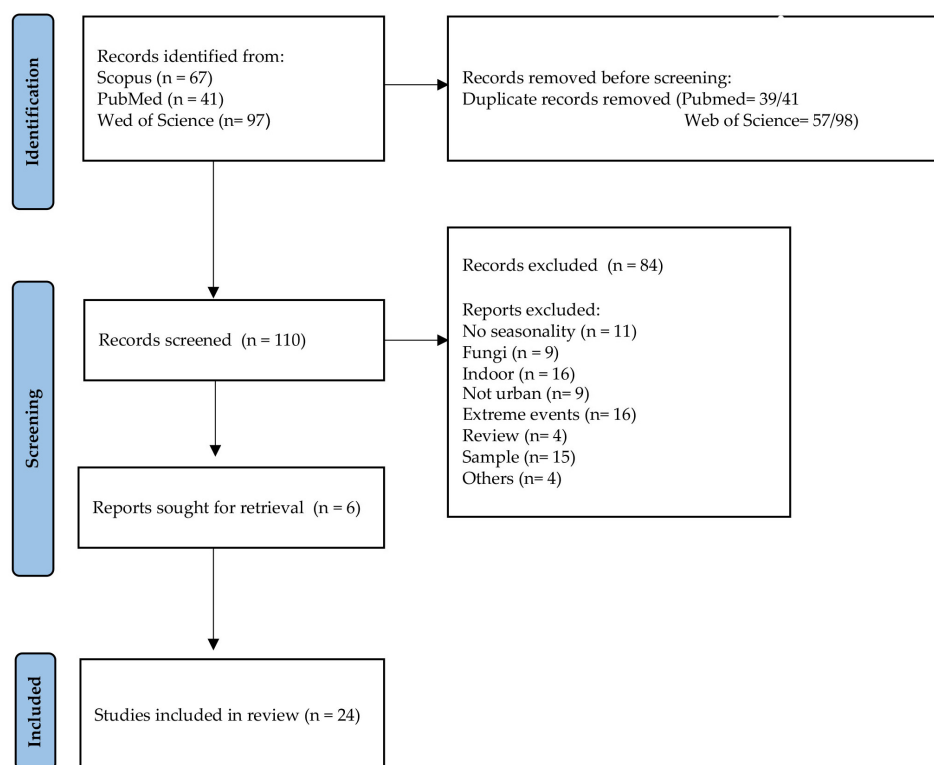 Identification
Records identified from:
Scopus (n = 67)
PubMed (n = 41)
Wed of Science (n= 97)
Records removed before screening:
Duplicate records removed (Pubmed= 39/41
Web of Science= 57/98)
Screening
Records screened (n = 110)
Records excluded (n = 84)
Reports excluded:
No seasonality (n = 11)
Fungi (n = 9)
Indoor (n = 16)
Not urban (n= 9)
Extreme events (n= 16)
Review (n= 4)
Sample (n= 15)
Others (n= 4)
Reports sought for retrieval (n = 6)
Included
Studies included in review (n = 24)